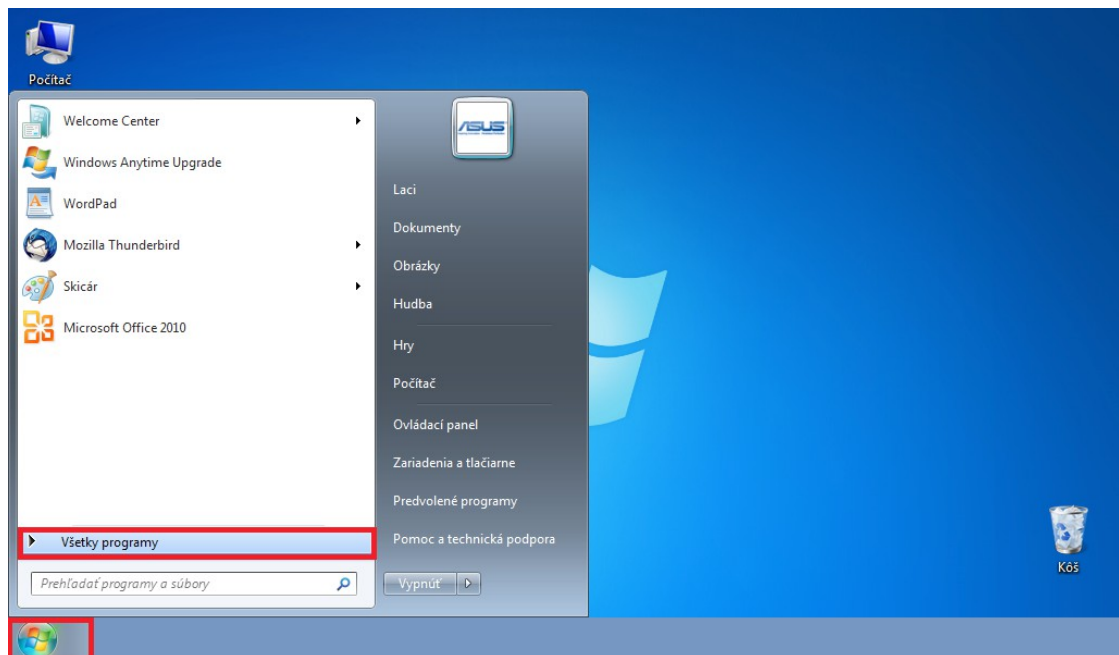 Počítač
Welcome Center
Windows Anytime Upgrade
WordPad
Mozilla Thunderbird
Skicár
Microsoft Office 2010
Všetky programy
Prehľadať programy a súbory
ASUS
Laci
Dokumenty
Obrázky
Hudba
Hry
Počítač
Ovládací panel
Zariadenia a tlačiarne
Predvolené programy
Pomoc a technická podpora
Vypnúť
Kôš